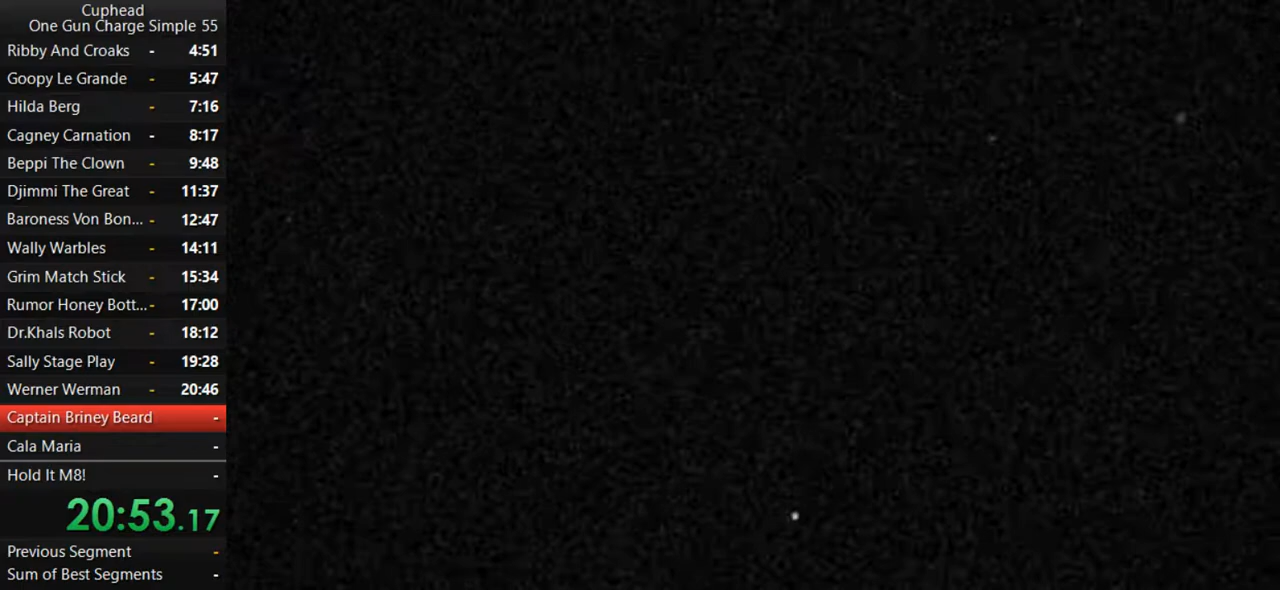 Cuphead
One Gun Charge Simple 55
Ribby And Croaks - 4:51
Goopy Le Grande - 5:47
Hilda Berg - 7:16
Cagney Carnation - 8:17
Beppi The Clown - 9:48
Djimmi The Great - 11:37
Baroness Von Bon... - 12:47
Wally Warbles - 14:11
Grim Match Stick - 15:34
Rumor Honey Bott... - 17:00
Dr.Khals Robot - 18:12
Sally Stage Play - 19:28
Werner Werman - 20:46
Captain Briney Beard -
Cala Maria -
Hold It M8! -
20:53.17
Previous Segment -
Sum of Best Segments -